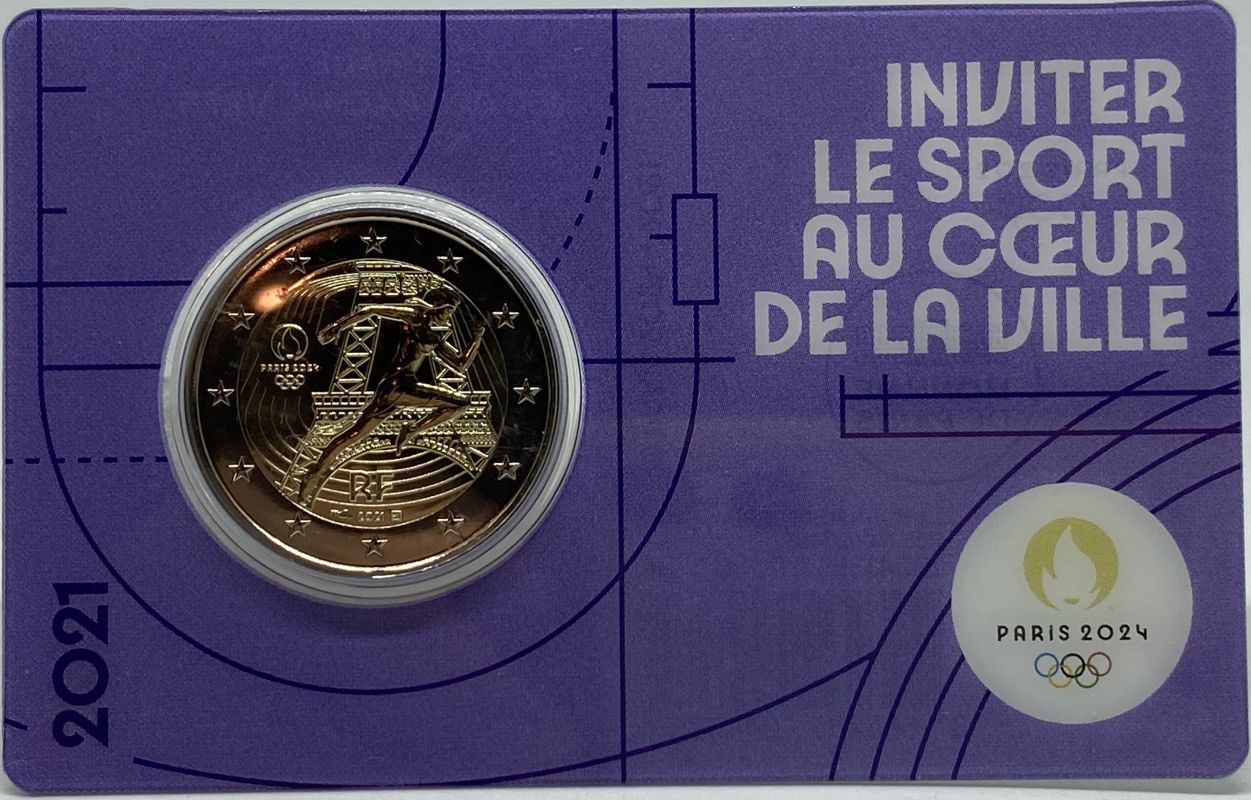 INVITER
LE SPORT
AU CŒUR
DE LA VILLE
PARIS 2024
RF
2021
2021
PARIS 2024